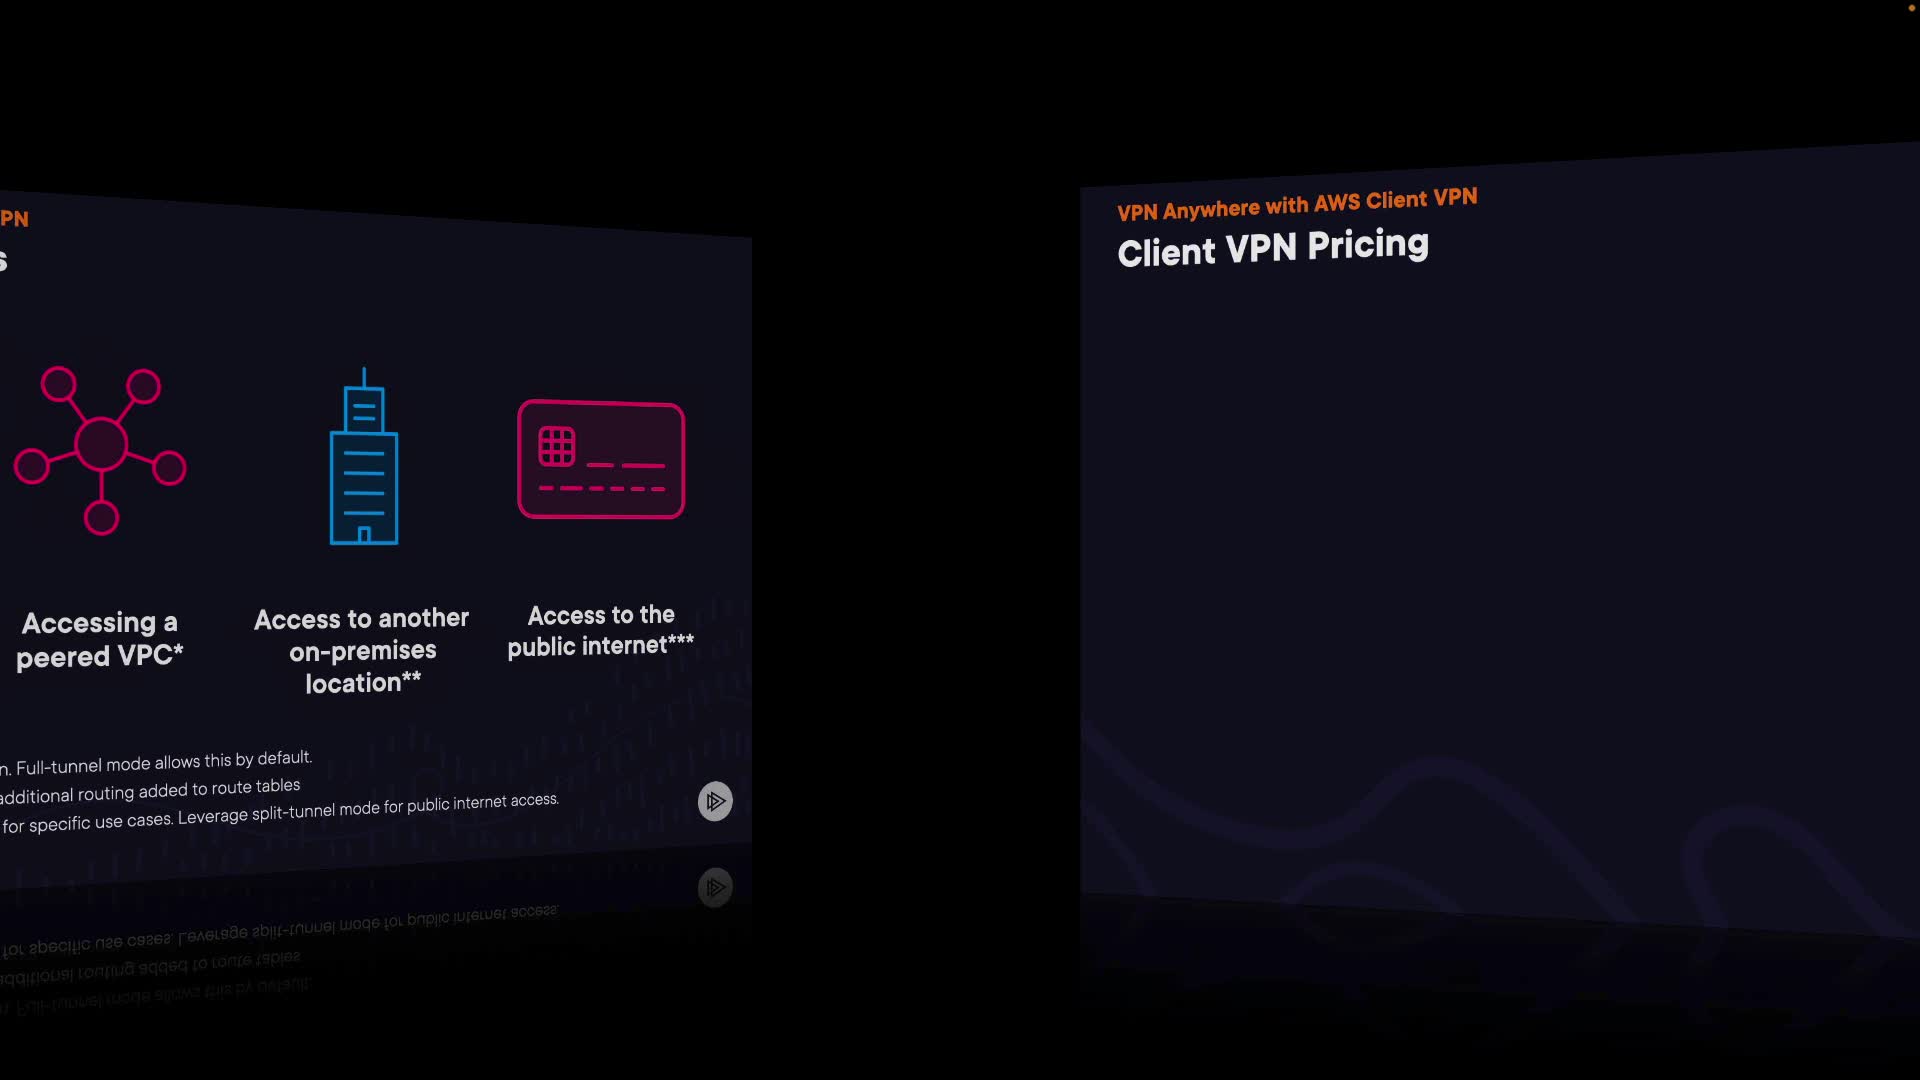 PN
s
Accessing a
peered VPC*
Access to another
on-premises
location**
Access to the
public internet***
n. Full-tunnel mode allows this by default.
additional routing added to route tables
for specific use cases. Leverage split-tunnel mode for public internet access.
VPN Anywhere with AWS Client VPN
Client VPN Pricing